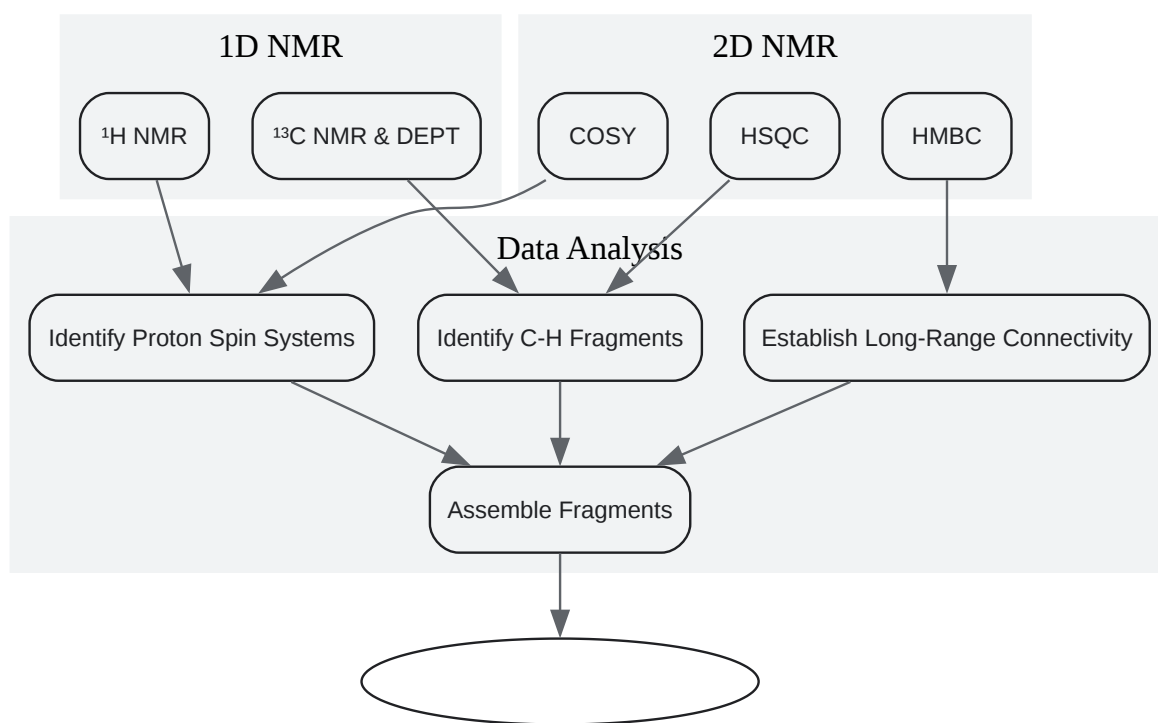 1D NMR
2D NMR
¹H NMR
¹³C NMR & DEPT
COSY
HSQC
HMBC
Data Analysis
Identify Proton Spin Systems
Identify C-H Fragments
Establish Long-Range Connectivity
Assemble Fragments